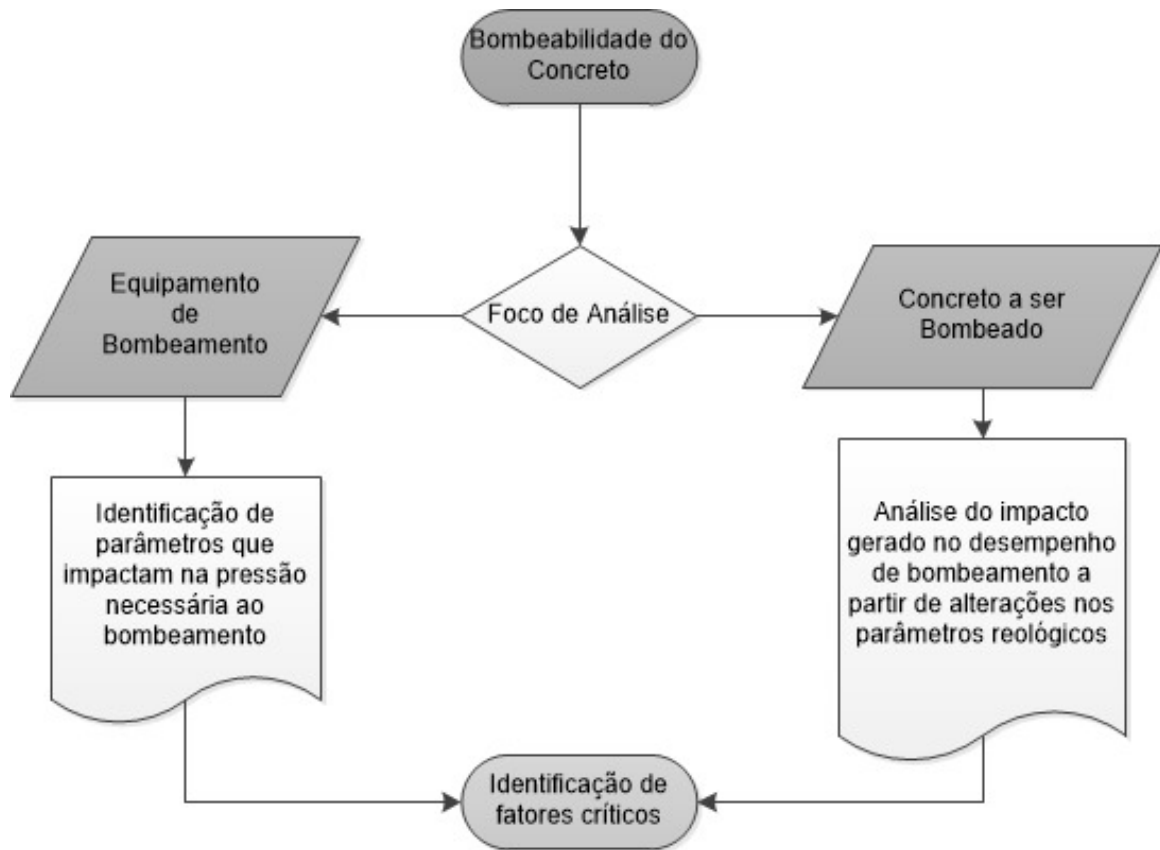 Bombeabilidade do
Concreto
Equipamento
de
Bombeamento
Foco de Análise
Concreto a ser
Bombeado
Identificação de
parâmetros que
impactam na pressão
necessária ao
bombeamento
Análise do impacto
gerado no desempenho
de bombeamento a
partir de alterações nos
parâmetros reológicos
Identificação de
fatores críticos